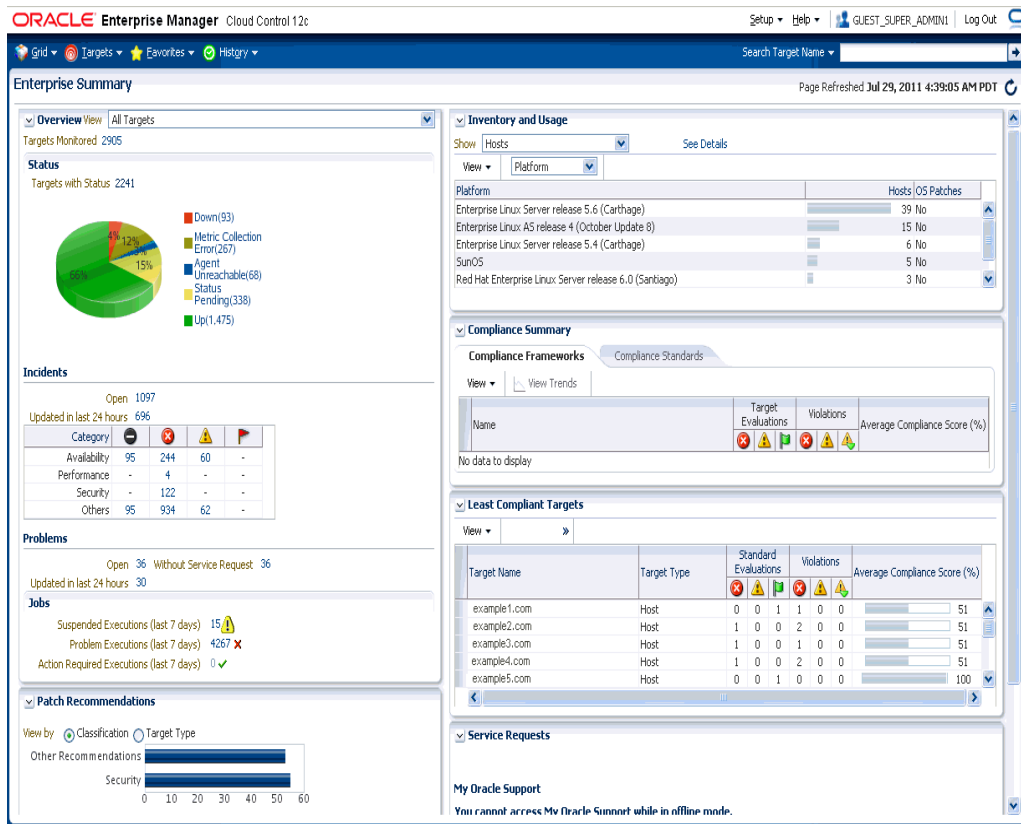 ORACLE Enterprise Manager Cloud Control 12c
Setup Help GUEST_SUPER_ADMIN1 Log Out
Grid Targets Favorites History Search Target Name
Enterprise Summary
Page Refreshed Jul 29, 2011 4:39:05 AM PDT
Overview View All Targets
Targets Monitored 2905
Status
Targets with Status 2241
4%
12%
3%
15%
66%
Down(93)
Metric Collection
Error(267)
Agent
Unreachable(68)
Status
Pending(338)
Up(1,475)
Incidents
Open 1097
Updated in last 24 hours 696
Category
Availability 95 244 60 -
Performance - 4 - -
Security - 122 - -
Others 95 934 62 -
Problems
Open 36 Without Service Request 36
Updated in last 24 hours 30
Jobs
Suspended Executions (last 7 days) 15
Problem Executions (last 7 days) 4267
Action Required Executions (last 7 days) 0
Patch Recommendations
View by Classification Target Type
Other Recommendations
Security
0 10 20 30 40 50 60
Inventory and Usage
Show Hosts See Details
View Platform
Platform Hosts OS Patches
Enterprise Linux Server release 5.6 (Carthage) 39 No
Enterprise Linux AS release 4 (October Update 8) 15 No
Enterprise Linux Server release 5.4 (Carthage) 6 No
SunOS 5 No
Red Hat Enterprise Linux Server release 6.0 (Santiago) 3 No
Compliance Summary
Compliance Frameworks Compliance Standards
View View Trends
Name Target Evaluations Violations Average Compliance Score (%)
No data to display
Least Compliant Targets
View »
Target Name Target Type Standard Evaluations Violations Average Compliance Score (%)
example1.com Host 0 0 1 1 0 0 51
example2.com Host 1 0 0 2 0 0 51
example3.com Host 1 0 0 1 0 0 51
example4.com Host 1 0 0 2 0 0 51
example5.com Host 0 0 1 0 0 0 100
Service Requests
My Oracle Support
You cannot access My Oracle Support while in offline mode.